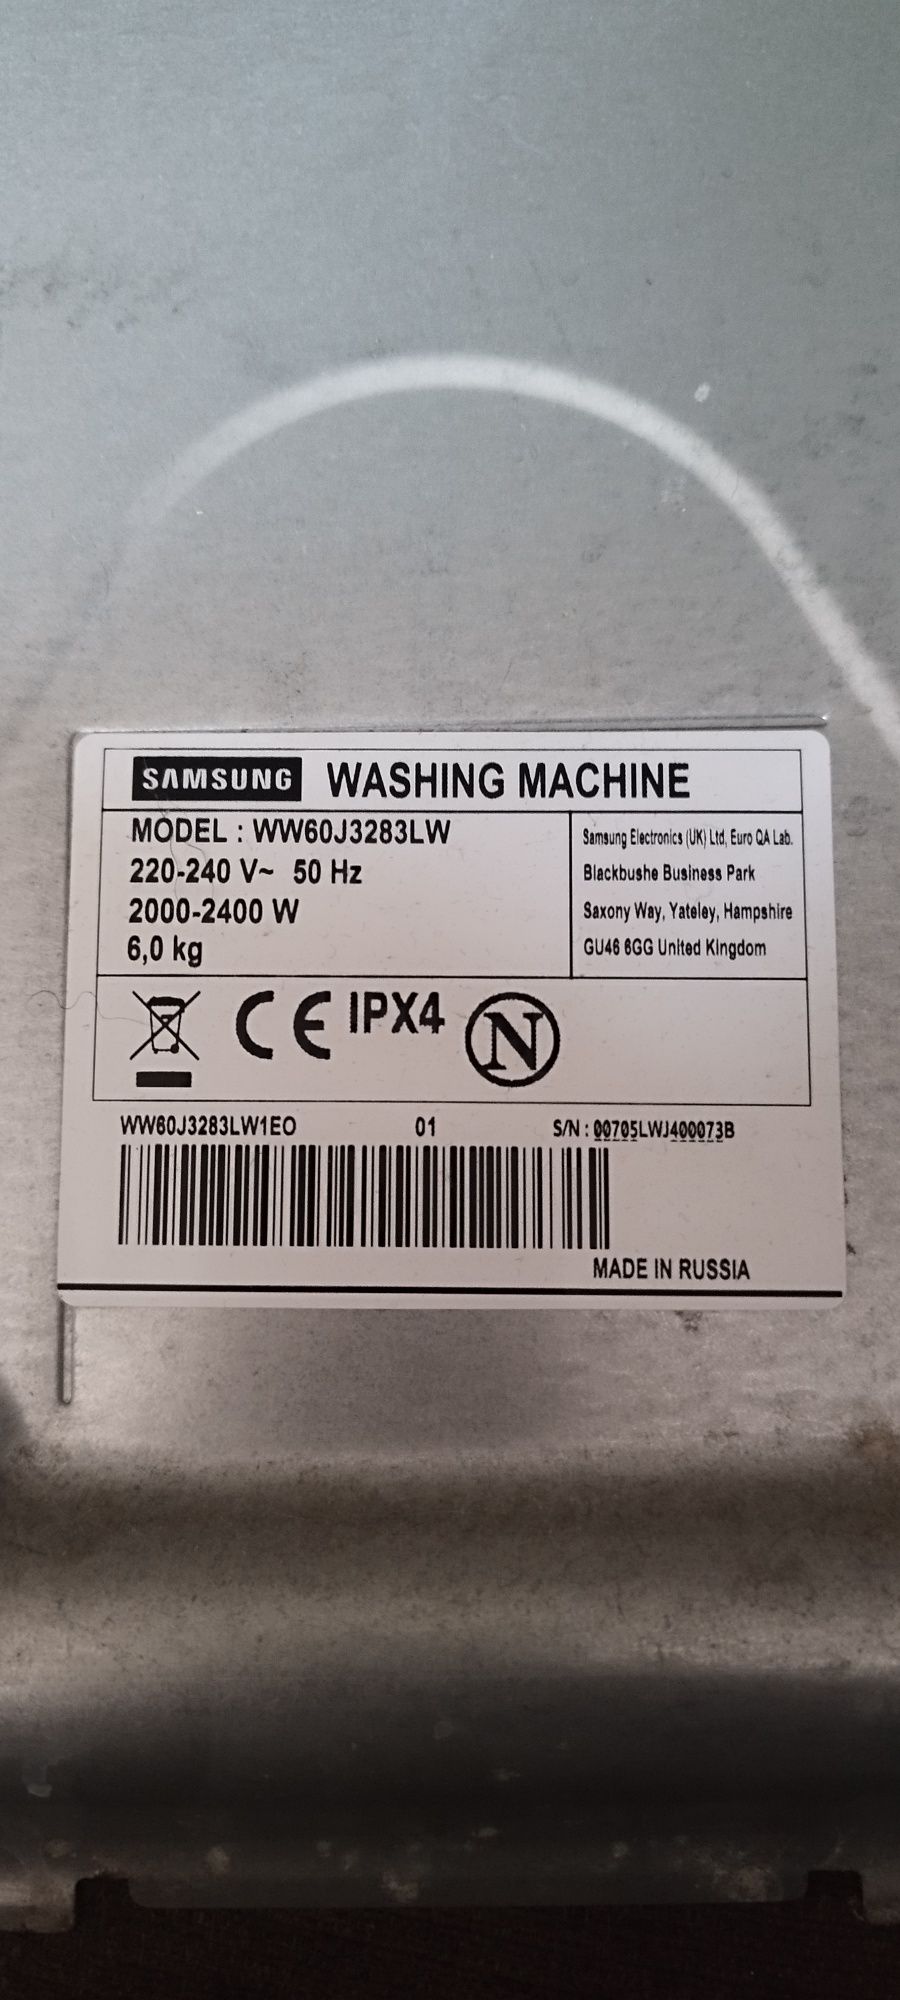 SAMSUNG WASHING MACHINE
MODEL : WW60J3283LW
220-240 V~ 50 Hz
2000-2400 W
6,0 kg
Samsung Electronics (UK) Ltd, Euro QA Lab.
Blackbushe Business Park
Saxony Way, Yateley, Hampshire
GU46 6GG United Kingdom
CE IPX4 N
WW60J3283LW1EO 01 S/N : 00705LWJ400073B
MADE IN RUSSIA